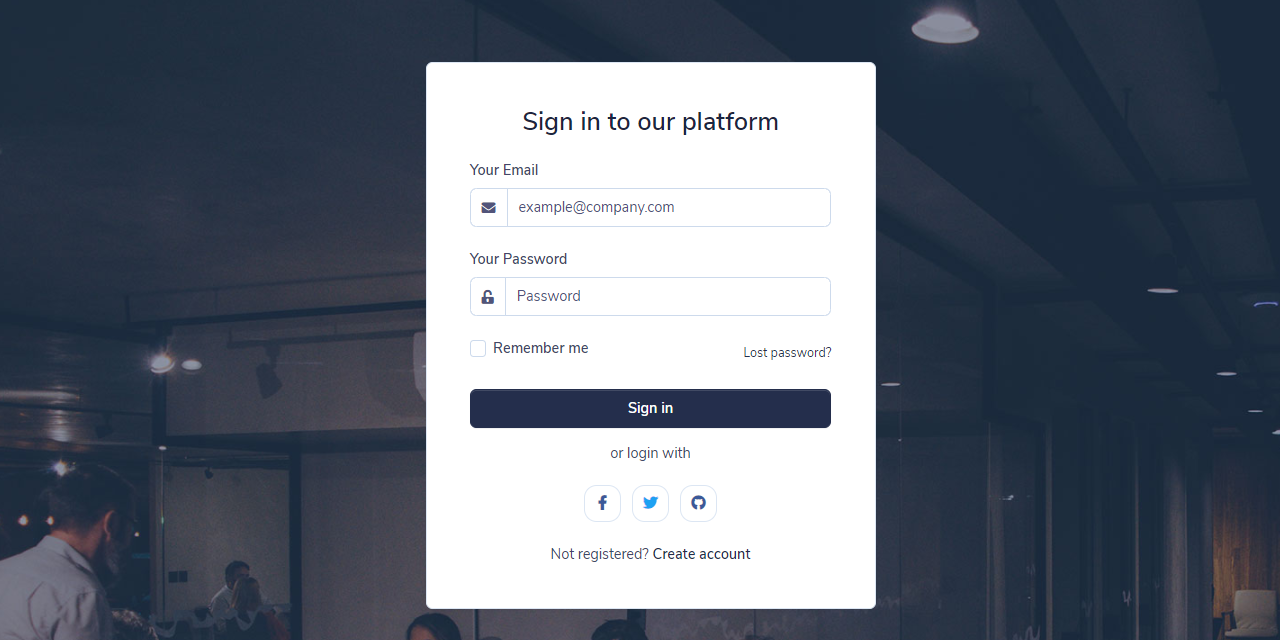 Sign in to our platform
Your Email
example@company.com
Your Password
Password
Remember me
Lost password?
Sign in
or login with
Not registered? Create account